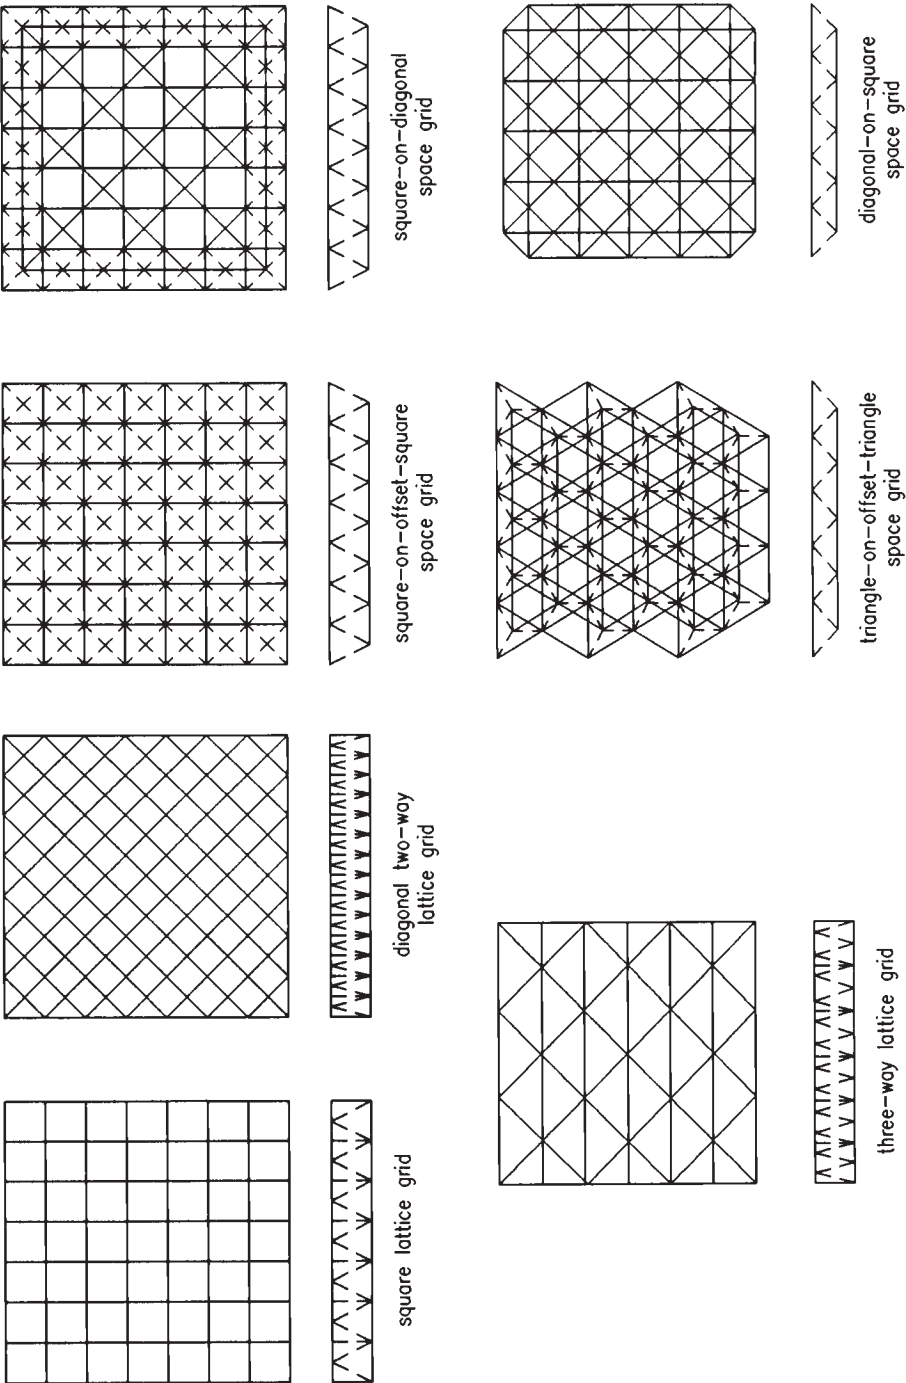 square lattice grid
diagonal two-way
lattice grid
square-on-offset-square
space grid
square-on-diagonal
space grid
three-way lattice grid
triangle-on-offset-triangle
space grid
diagonal-on-square
space grid